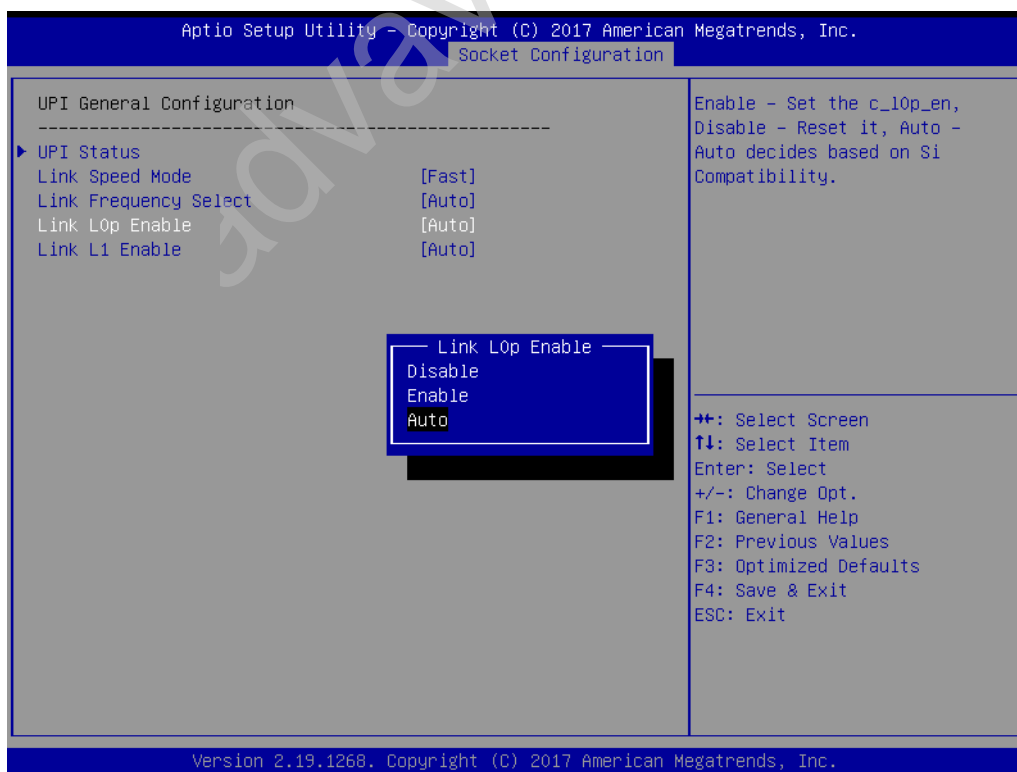 Aptio Setup Utility – Copyright (C) 2017 American Megatrends, Inc.
Socket Configuration
UPI General Configuration
--------------------------------------------------
UPI Status
Link Speed Mode [Fast]
Link Frequency Select [Auto]
Link L0p Enable [Auto]
Link L1 Enable [Auto]
Enable – Set the c_l0p_en,
Disable – Reset it, Auto –
Auto decides based on Si
Compatibility.
Link L0p Enable
Disable
Enable
Auto
→←: Select Screen
↑↓: Select Item
Enter: Select
+/-: Change Opt.
F1: General Help
F2: Previous Values
F3: Optimized Defaults
F4: Save & Exit
ESC: Exit
Version 2.19.1268. Copyright (C) 2017 American Megatrends, Inc.
adva